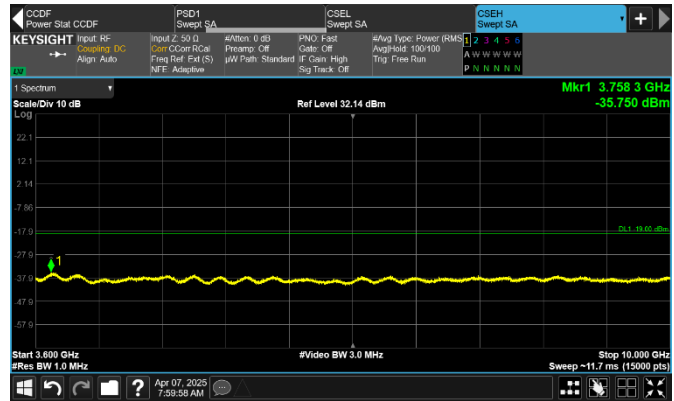 CCDF
Power Stat CCDF
PSD1
Swept SA
CSEL
Swept SA
CSEH
Swept SA
KEYSIGHT
Input: RF
Coupling: DC
Align: Auto
Input Z: 50 Ω
Corr CCorr RCal
Freq Ref: Ext (S)
NFE: Adaptive
#Atten: 0 dB
Preamp: Off
µW Path: Standard
PNO: Fast
Gate: Off
IF Gain: High
Sig Track: Off
#Avg Type: Power (RMS)
Avg|Hold: 100/100
Trig: Free Run
1 2 3 4 5 6
A W W W W W
P N N N N N
1 Spectrum
Scale/Div 10 dB
Log
Ref Level 32.14 dBm
Mkr1 3.758 3 GHz
-35.750 dBm
22.1
12.1
2.14
-7.86
-17.9
DL1 -19.00 dBm
-27.9
1
-37.9
-47.9
-57.9
Start 3.600 GHz
#Res BW 1.0 MHz
#Video BW 3.0 MHz
Stop 10.000 GHz
Sweep ~11.7 ms (15000 pts)
?
Apr 07, 2025
7:59:58 AM